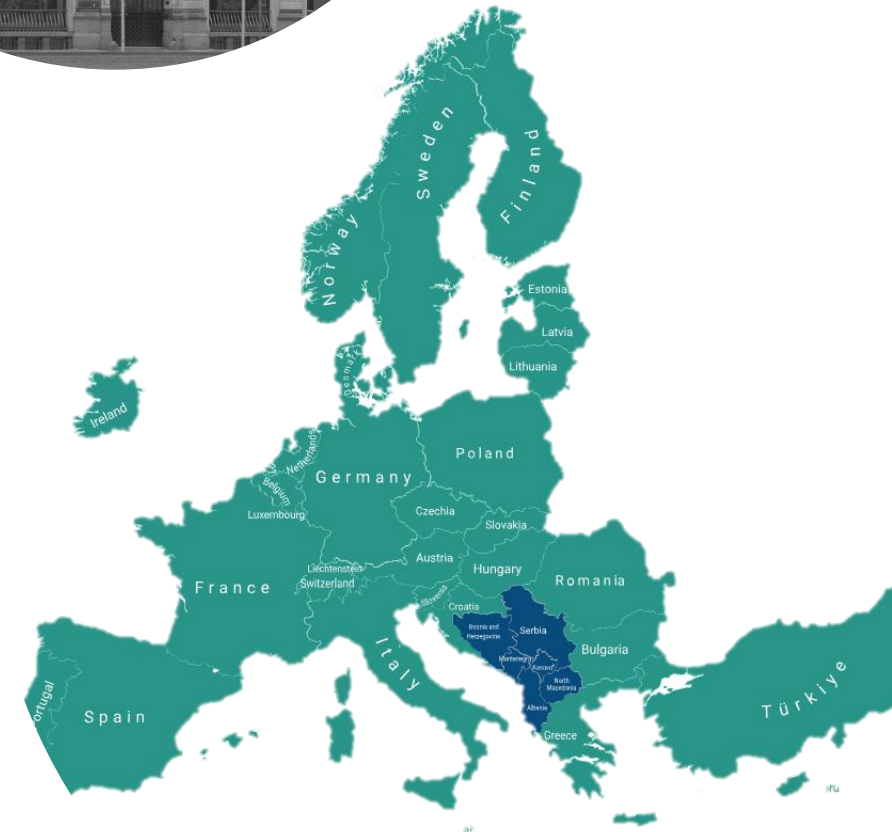 Sweden
Finland
Norway
Estonia
Latvia
Denmark
Lithuania
Ireland
Netherlands
Poland
Germany
Belgium
Luxembourg
Czechia
Slovakia
Austria
Liechtenstein
Hungary
Switzerland
France
Romania
Slovenia
Croatia
Bosnia and
Herzegovina
Serbia
Bulgaria
Italy
Montenegro
Kosovo*
North
Macedonia
Türkiye
ortugal
Spain
Albania
Greece